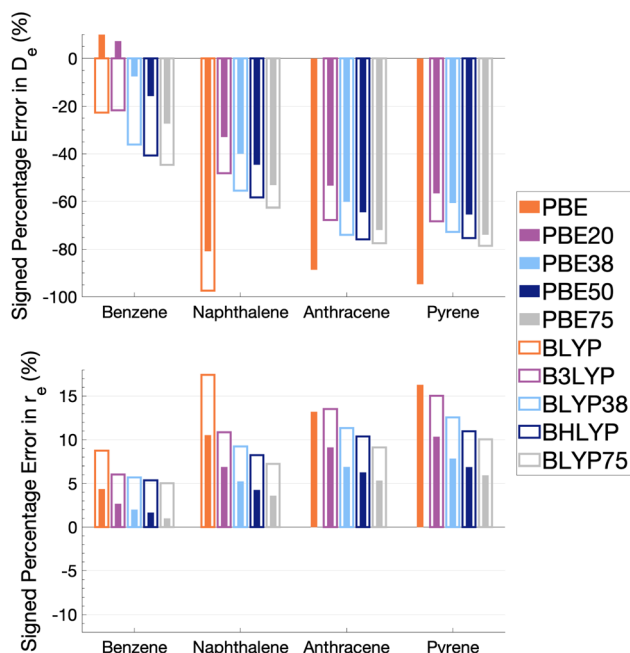 Signed Percentage Error in D_e (%)
0
-20
-40
-60
-80
-100
Benzene Naphthalene Anthracene Pyrene
Signed Percentage Error in r_e (%)
15
10
5
0
-5
-10
Benzene Naphthalene Anthracene Pyrene
PBE
PBE20
PBE38
PBE50
PBE75
BLYP
B3LYP
BLYP38
BHLYP
BLYP75